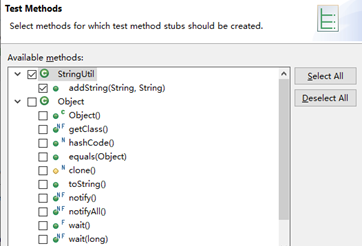 Test Methods
Select methods for which test method stubs should be created.
Available methods:
StringUtil
addString(String, String)
Object
Object()
getClass()
hashCode()
equals(Object)
clone()
toString()
notify()
notifyAll()
wait()
wait(long)
Select All
Deselect All